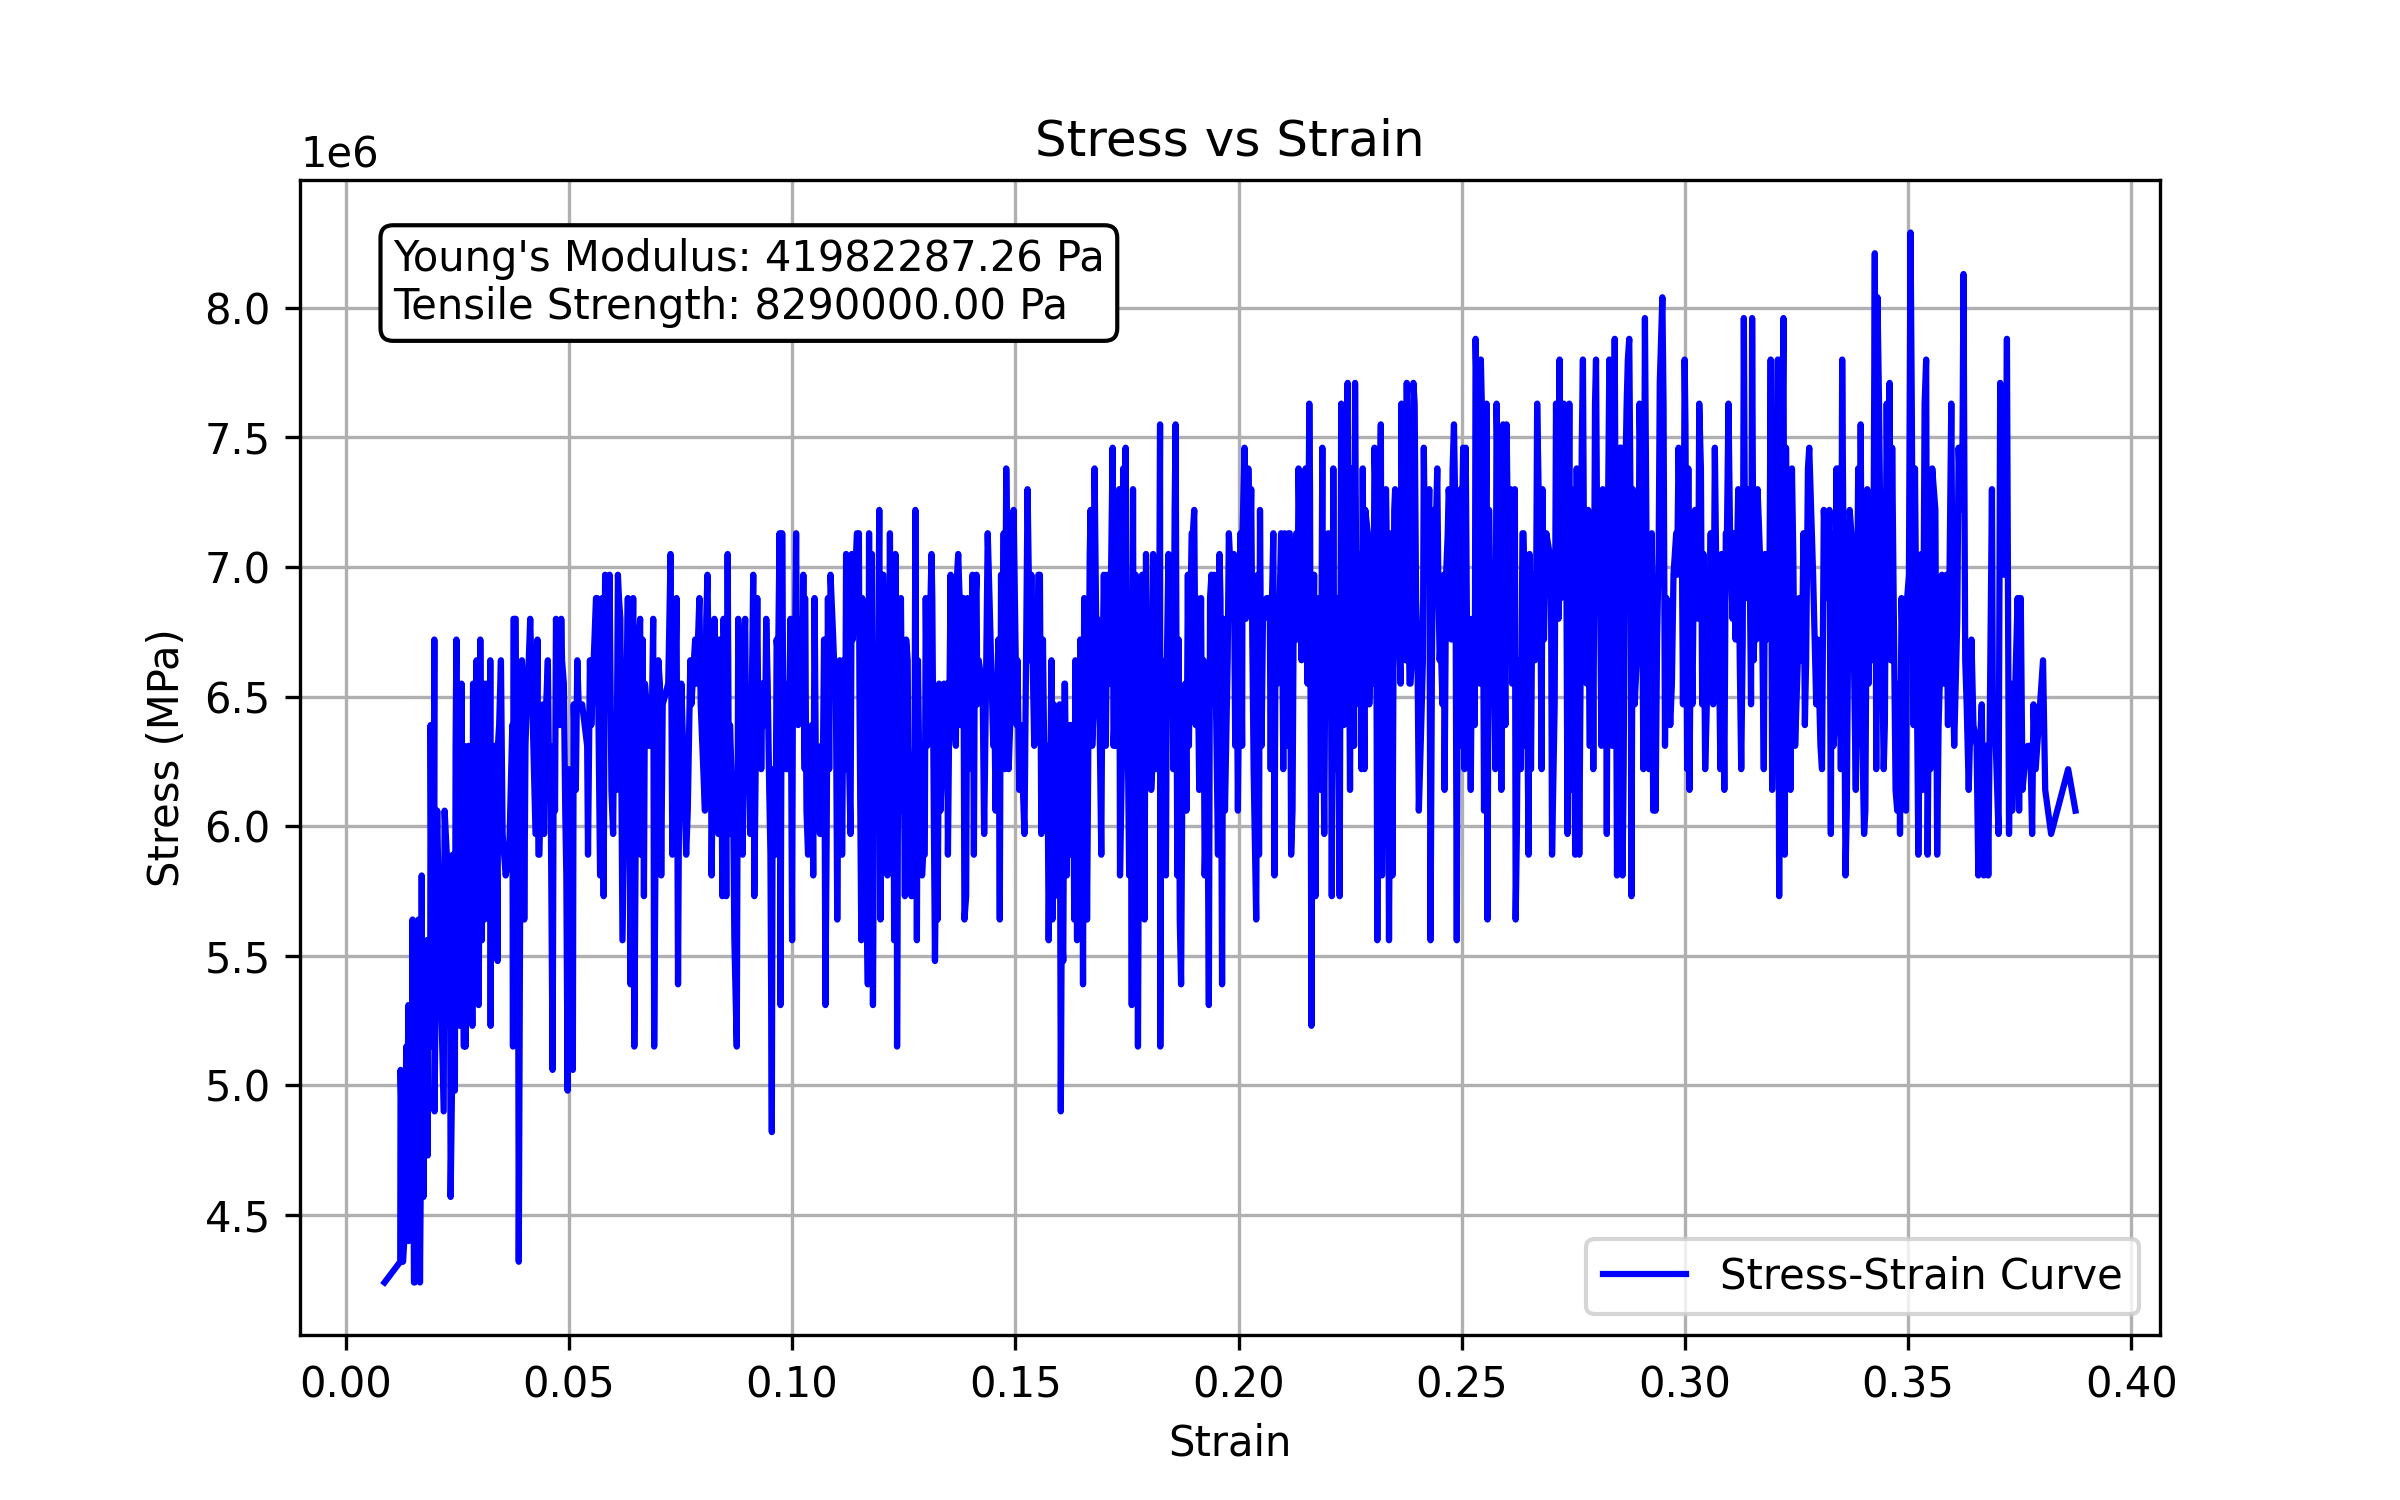 Stress vs Strain
1e6
Young's Modulus: 41982287.26 Pa
Tensile Strength: 8290000.00 Pa
8.0
7.5
7.0
6.5
6.0
5.5
5.0
4.5
Stress (MPa)
Stress-Strain Curve
0.00 0.05 0.10 0.15 0.20 0.25 0.30 0.35 0.40
Strain